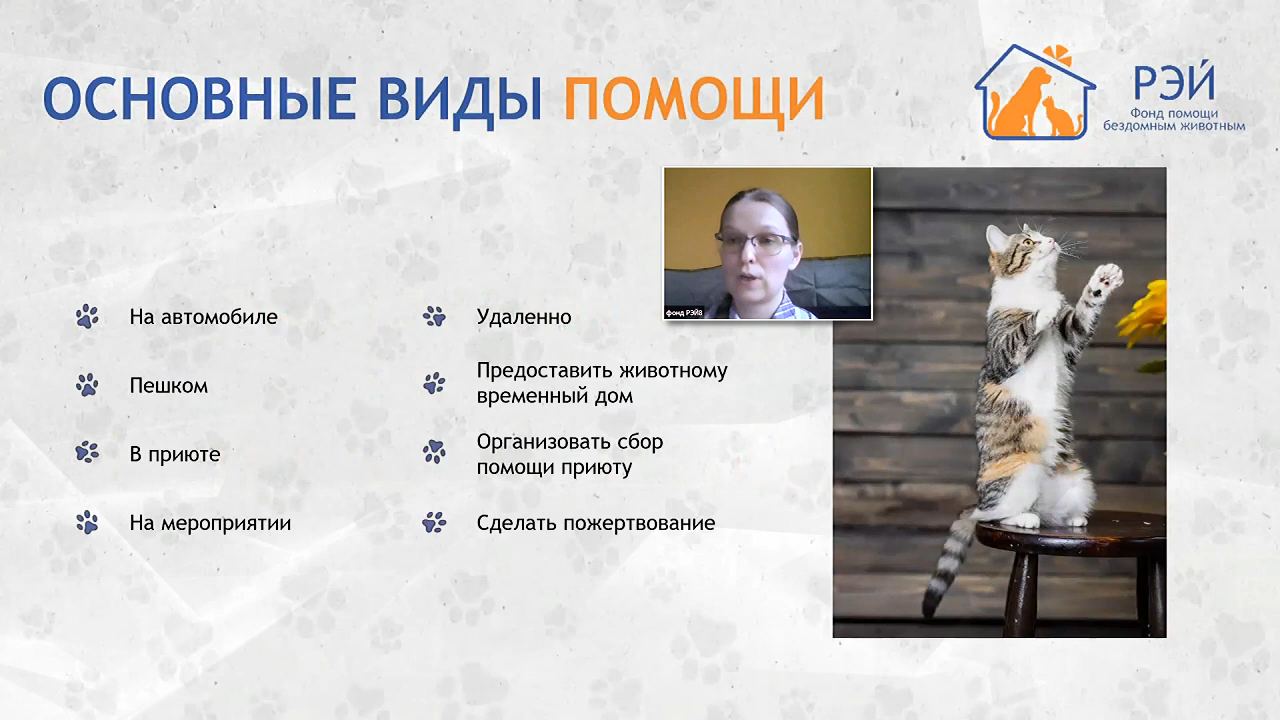 ОСНОВНЫЕ ВИДЫ ПОМОЩИ
РЭЙ
Фонд помощи
бездомным животным
фонд РЭЙ8
На автомобиле
Пешком
В приюте
На мероприятии
Удаленно
Предоставить животному
временный дом
Организовать сбор
помощи приюту
Сделать пожертвование